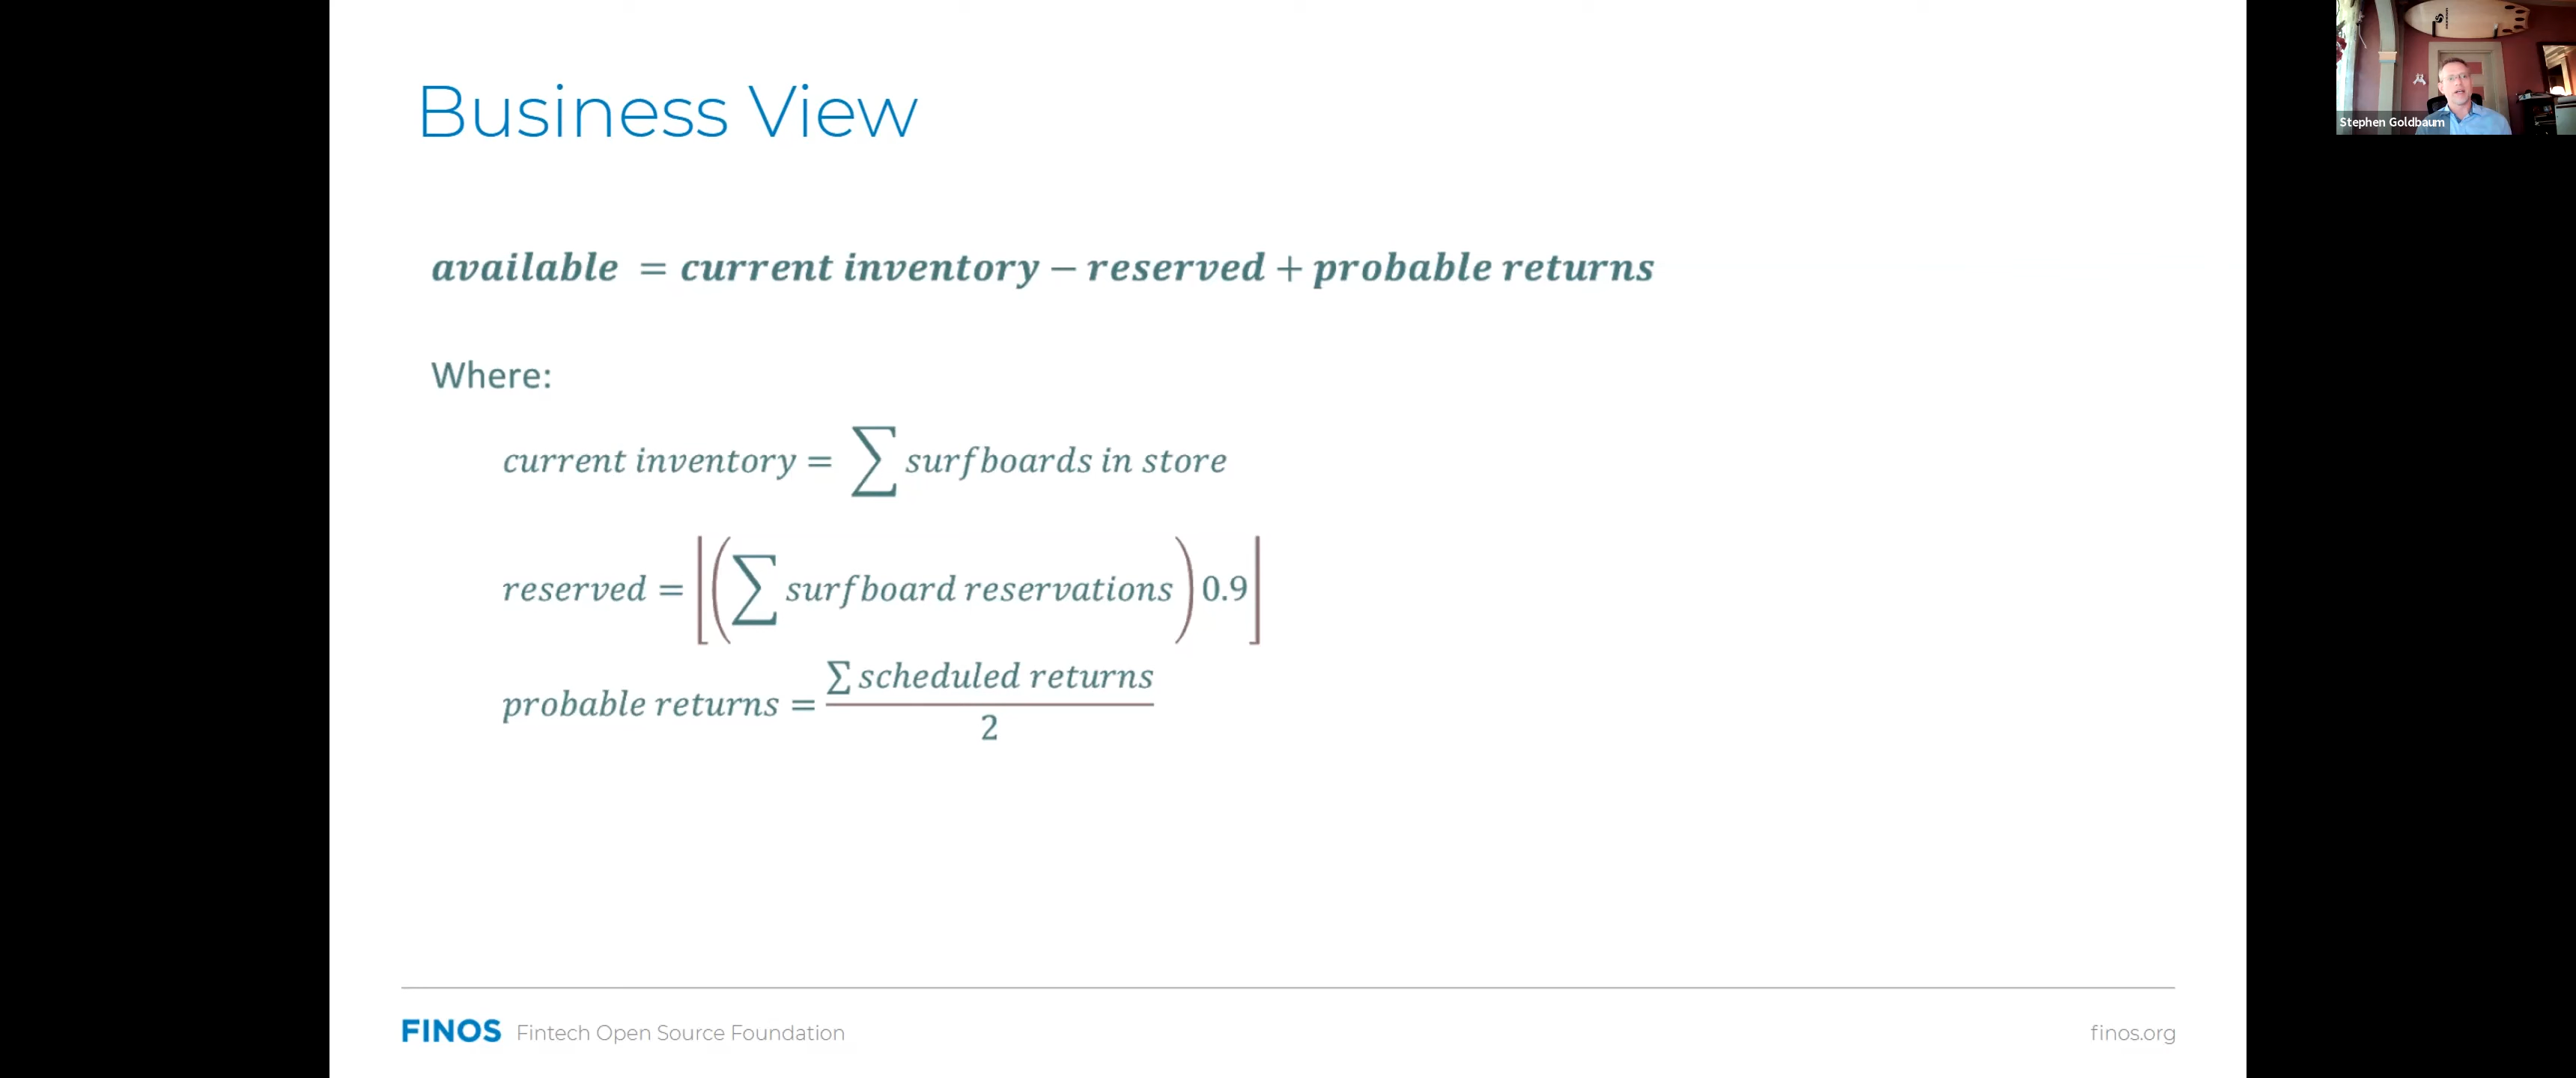 Business View
available = current inventory − reserved + probable returns
Where:
current inventory = ∑ surfboards in store
reserved = ⌊(∑ surfboard reservations) 0.9⌋
probable returns = ∑ scheduled returns
2
FINOS Fintech Open Source Foundation
finos.org
Stephen Goldbaum